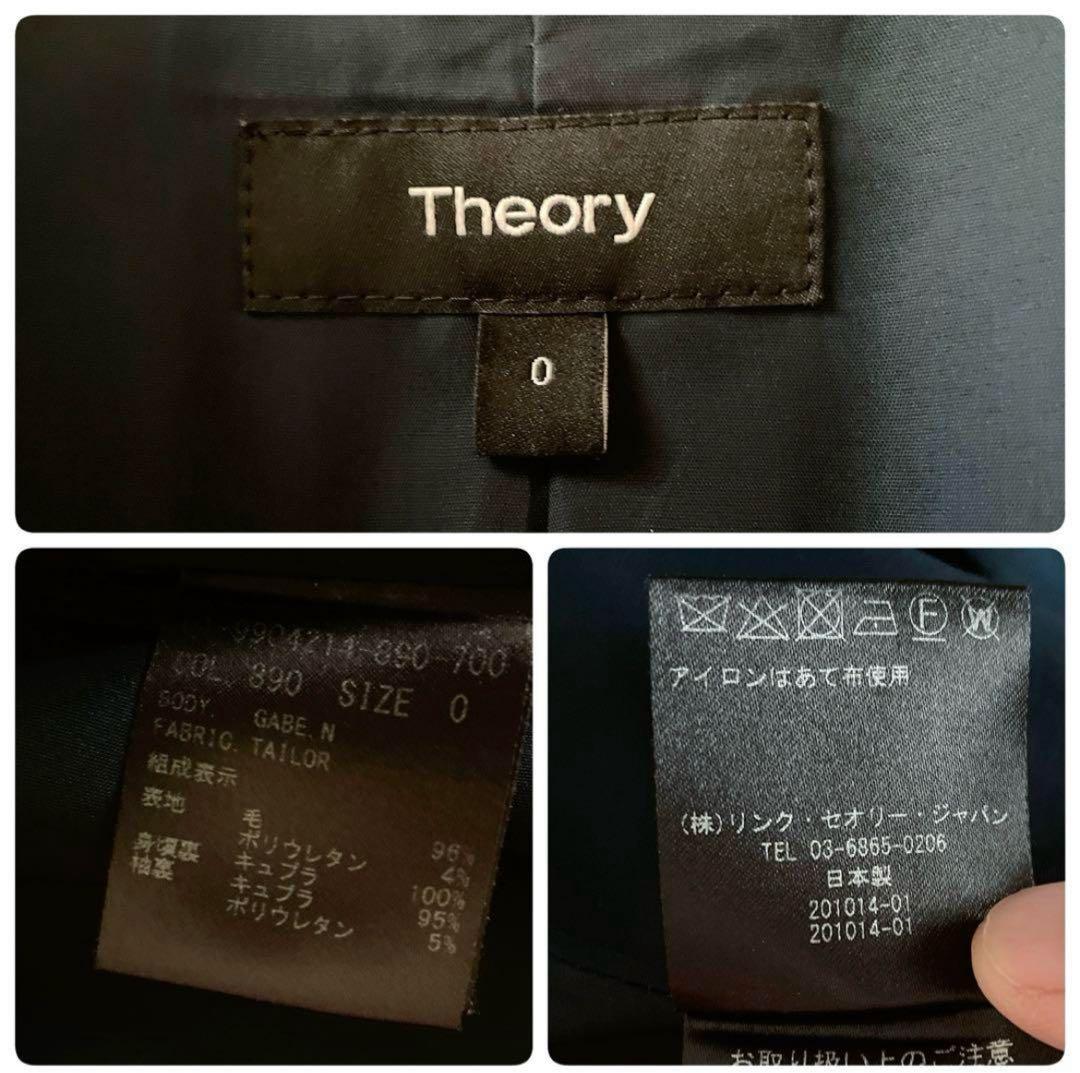 Theory
0
9904214-890-700
COL. 890 SIZE 0
BODY. GABE.N
FABRIC. TAILOR
組成表示
表地 毛 96%
ポリウレタン 4%
身頃裏 キュプラ 100%
袖裏 キュプラ 95%
ポリウレタン 5%
F W
アイロンはあて布使用
(株)リンク・セオリー・ジャパン
TEL 03-6865-0206
日本製
201014-01
201014-01
お取り扱い上のご注意